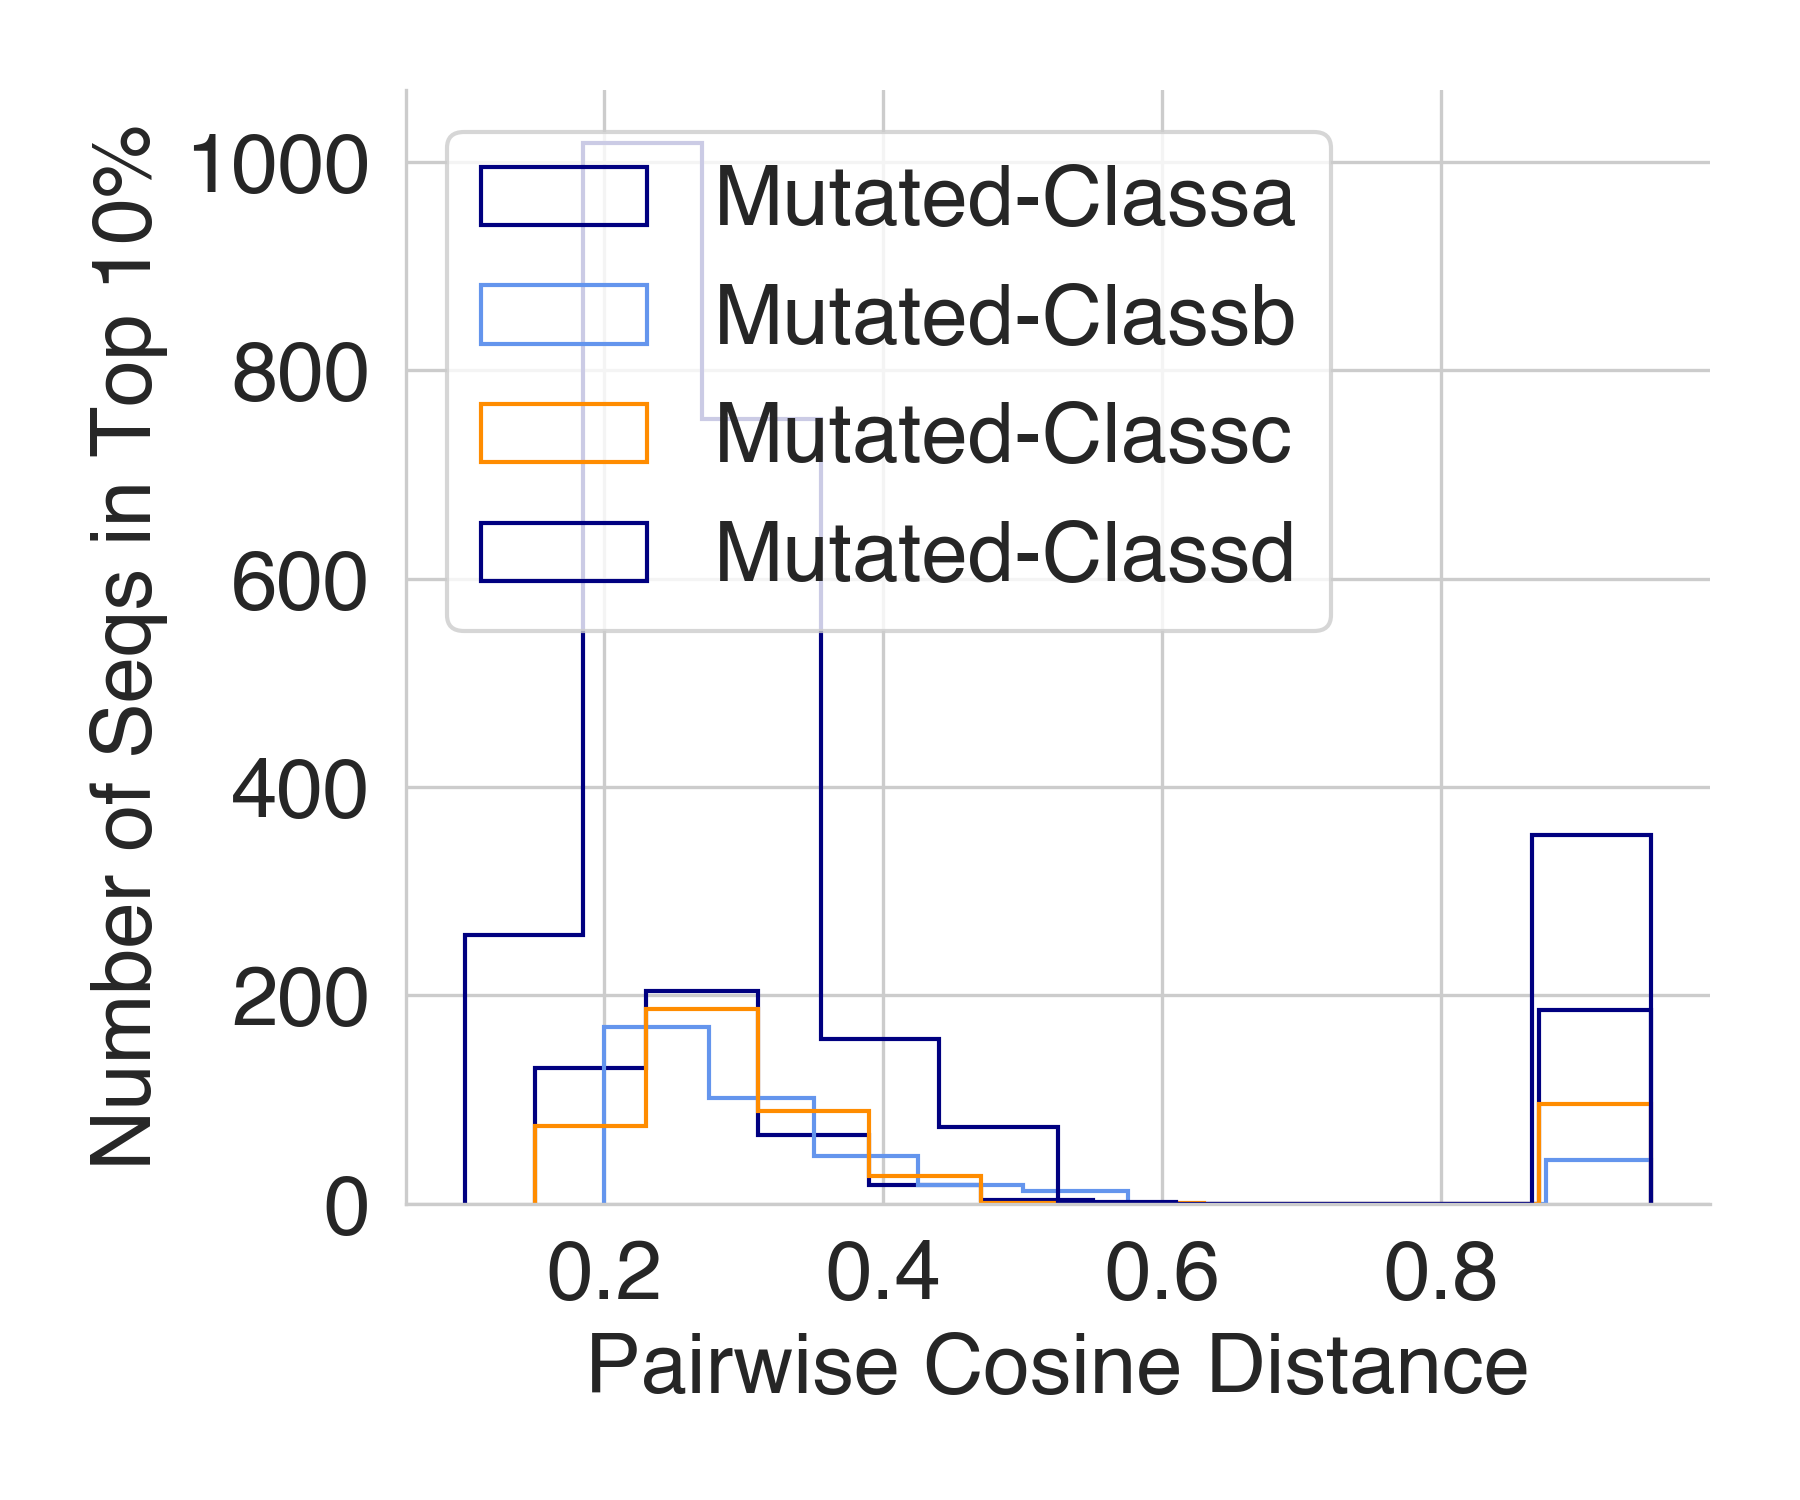 Number of Seqs in Top 10%
1000
800
600
400
200
0
Mutated-Classa
Mutated-Classb
Mutated-Classc
Mutated-Classd
0.2 0.4 0.6 0.8
Pairwise Cosine Distance